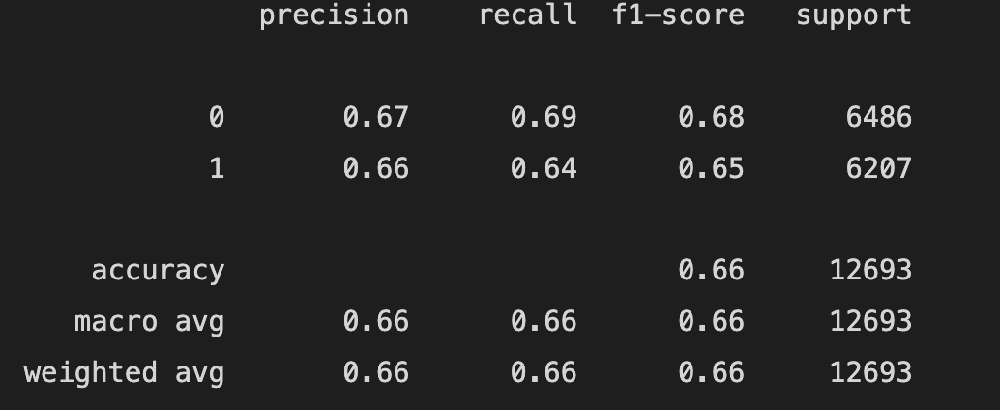 precision recall f1-score support
0 0.67 0.69 0.68 6486
1 0.66 0.64 0.65 6207
accuracy 0.66 12693
macro avg 0.66 0.66 0.66 12693
weighted avg 0.66 0.66 0.66 12693